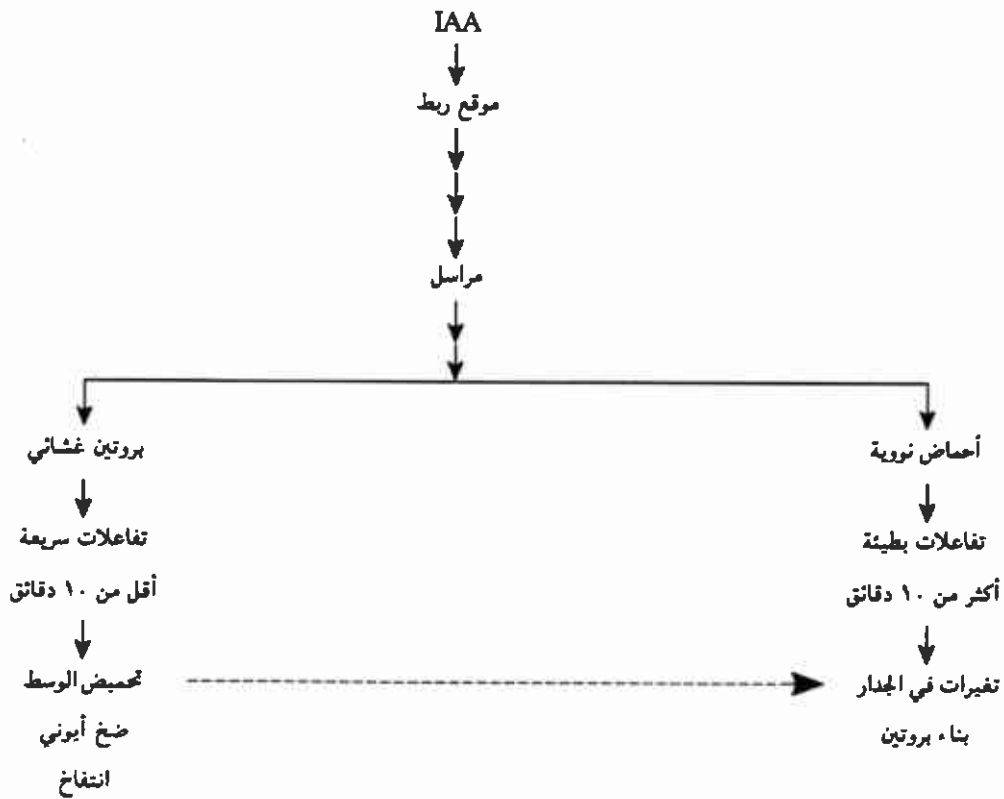 IAA
موقع ربط
مراسل
أحماض نووية
بروتين غشائي
تفاعلات بطيئة
تفاعلات سريعة
أكثر من ١٠ دقائق
أقل من ١٠ دقائق
تغيرات في الجدار
تحميض الوسط
بناء بروتين
ضخ أيوني
انتفاخ